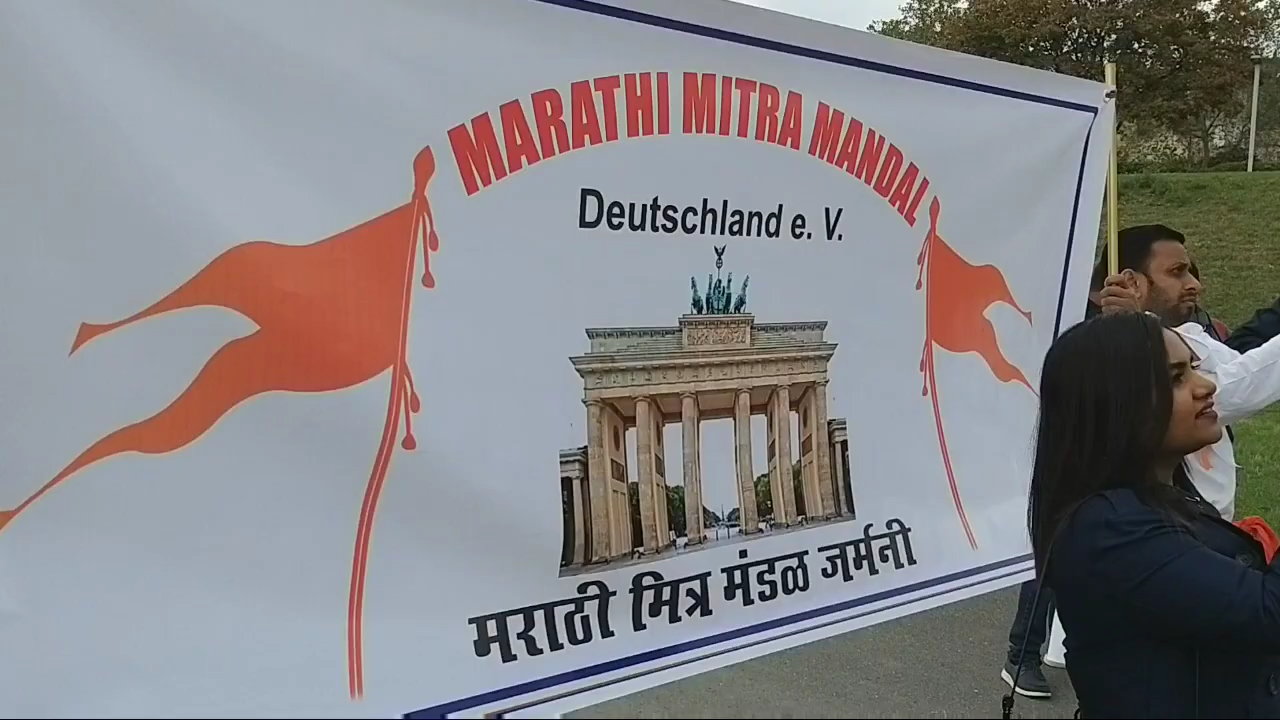 MARATHI MITRA MANDAL
Deutschland e. V.
मराठी मित्र मंडळ जर्मनी